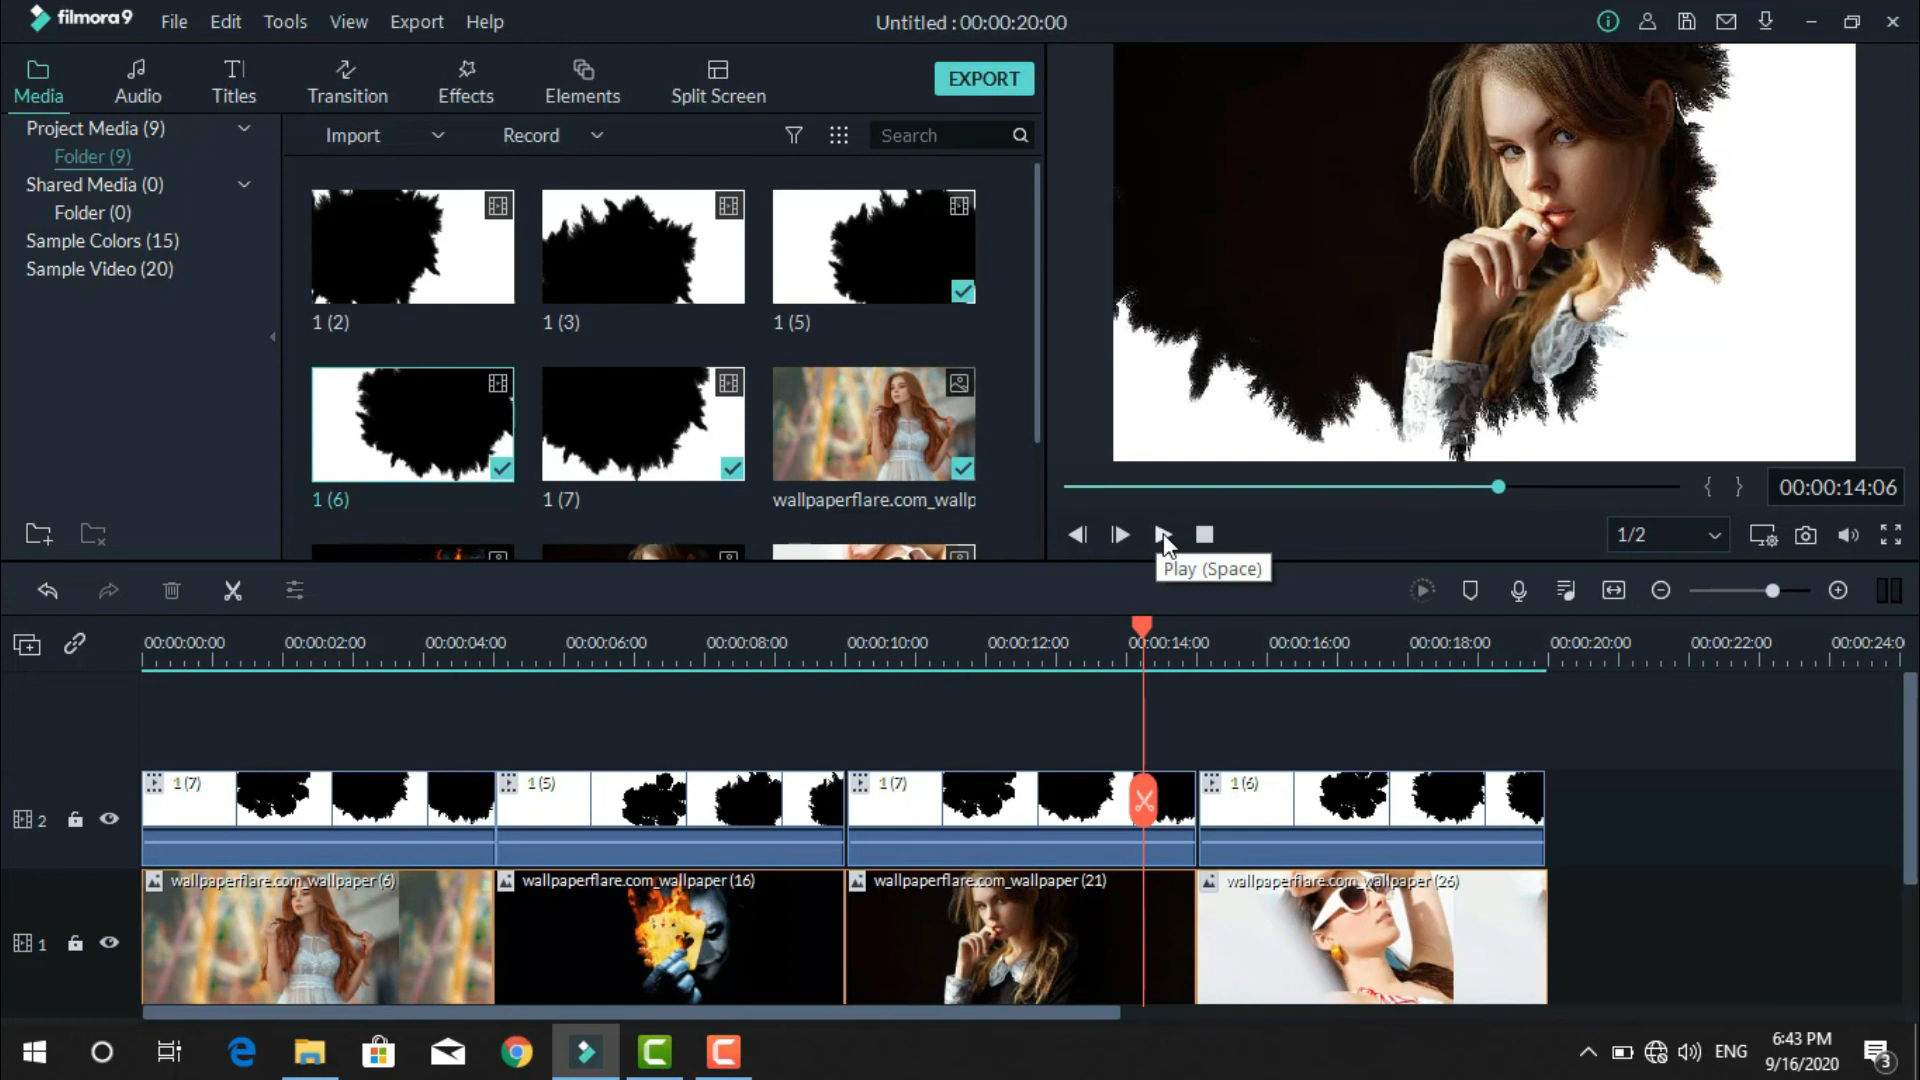 filmora9 File Edit Tools View Export Help Untitled : 00:00:20:00
Media Audio Titles Transition Effects Elements Split Screen EXPORT
Project Media (9)
Folder (9)
Shared Media (0)
Folder (0)
Sample Colors (15)
Sample Video (20)
Import Record Search
1 (2) 1 (3) 1 (5)
1 (6) 1 (7) wallpaperflare.com_wallp
00:00:14:06
1/2
Play (Space)
00:00:00:00 00:00:02:00 00:00:04:00 00:00:06:00 00:00:08:00 00:00:10:00 00:00:12:00 00:00:14:00 00:00:16:00 00:00:18:00 00:00:20:00 00:00:22:00 00:00:24:0
2 1 (7) 1 (5) 1 (7) 1 (6)
1 wallpaperflare.com_wallpaper (6) wallpaperflare.com_wallpaper (16) wallpaperflare.com_wallpaper (21) wallpaperflare.com_wallpaper (26)
ENG 6:43 PM
9/16/2020 3